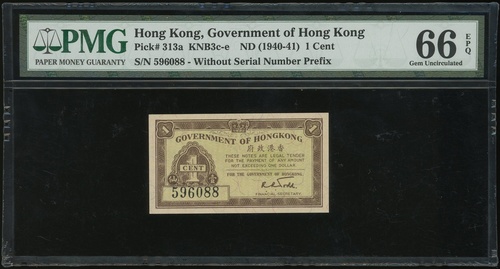 PMG
PAPER MONEY GUARANTY
Hong Kong, Government of Hong Kong
Pick# 313a KNB3c-e ND (1940-41) 1 Cent
S/N 596088 - Without Serial Number Prefix
66 EPQ
Gem Uncirculated
GOVERNMENT OF HONGKONG
府政港香
THESE NOTES ARE LEGAL TENDER
FOR THE PAYMENT OF ANY AMOUNT
NOT EXCEEDING ONE DOLLAR.
FOR THE GOVERNMENT OF HONGKONG,
1
CENT
596088
FINANCIAL SECRETARY.